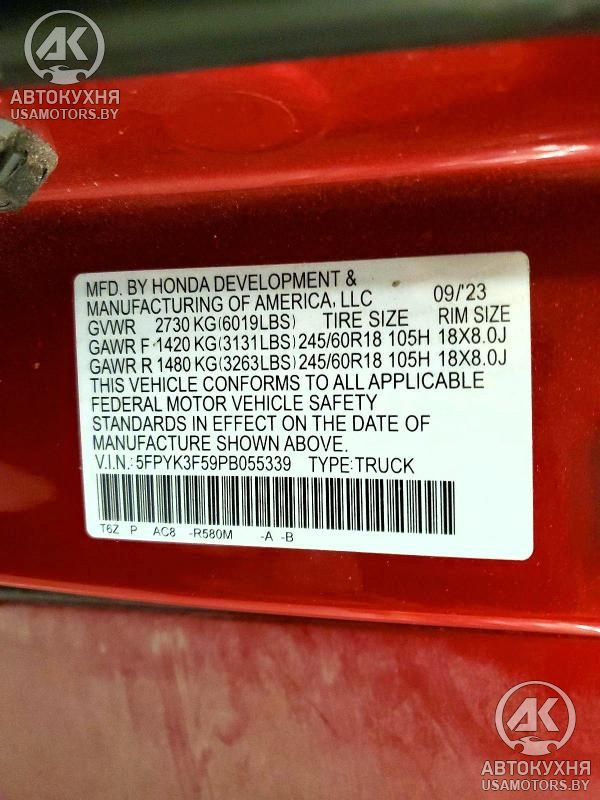 AK
АВТОКУХНЯ
USAMOTORS.BY
MFD. BY HONDA DEVELOPMENT &
MANUFACTURING OF AMERICA, LLC 09/'23
GVWR 2730 KG(6019LBS) TIRE SIZE RIM SIZE
GAWR F 1420 KG(3131LBS) 245/60R18 105H 18X8.0J
GAWR R 1480 KG(3263LBS) 245/60R18 105H 18X8.0J
THIS VEHICLE CONFORMS TO ALL APPLICABLE
FEDERAL MOTOR VEHICLE SAFETY
STANDARDS IN EFFECT ON THE DATE OF
MANUFACTURE SHOWN ABOVE.
V.I.N.: 5FPYK3F59PB055339 TYPE: TRUCK
T6Z P AC8 -R580M -A -B
AK
АВТОКУХНЯ
USAMOTORS.BY